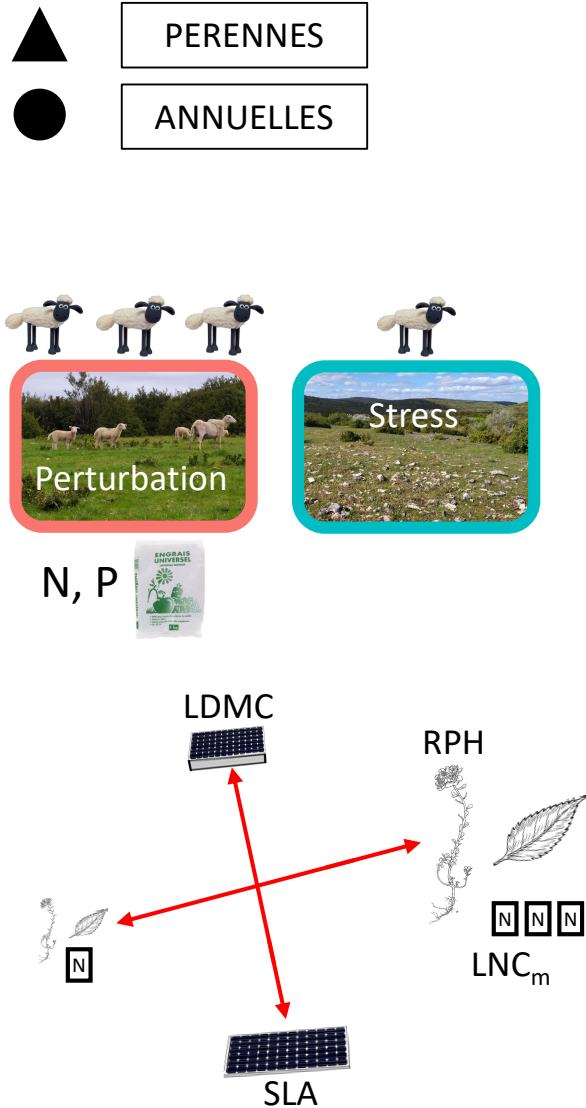 PERENNES
ANNUELLES
Perturbation
Stress
N, P
ENGRAIS
UNIVERSEL
LDMC
RPH
N
N N N
LNCm
SLA